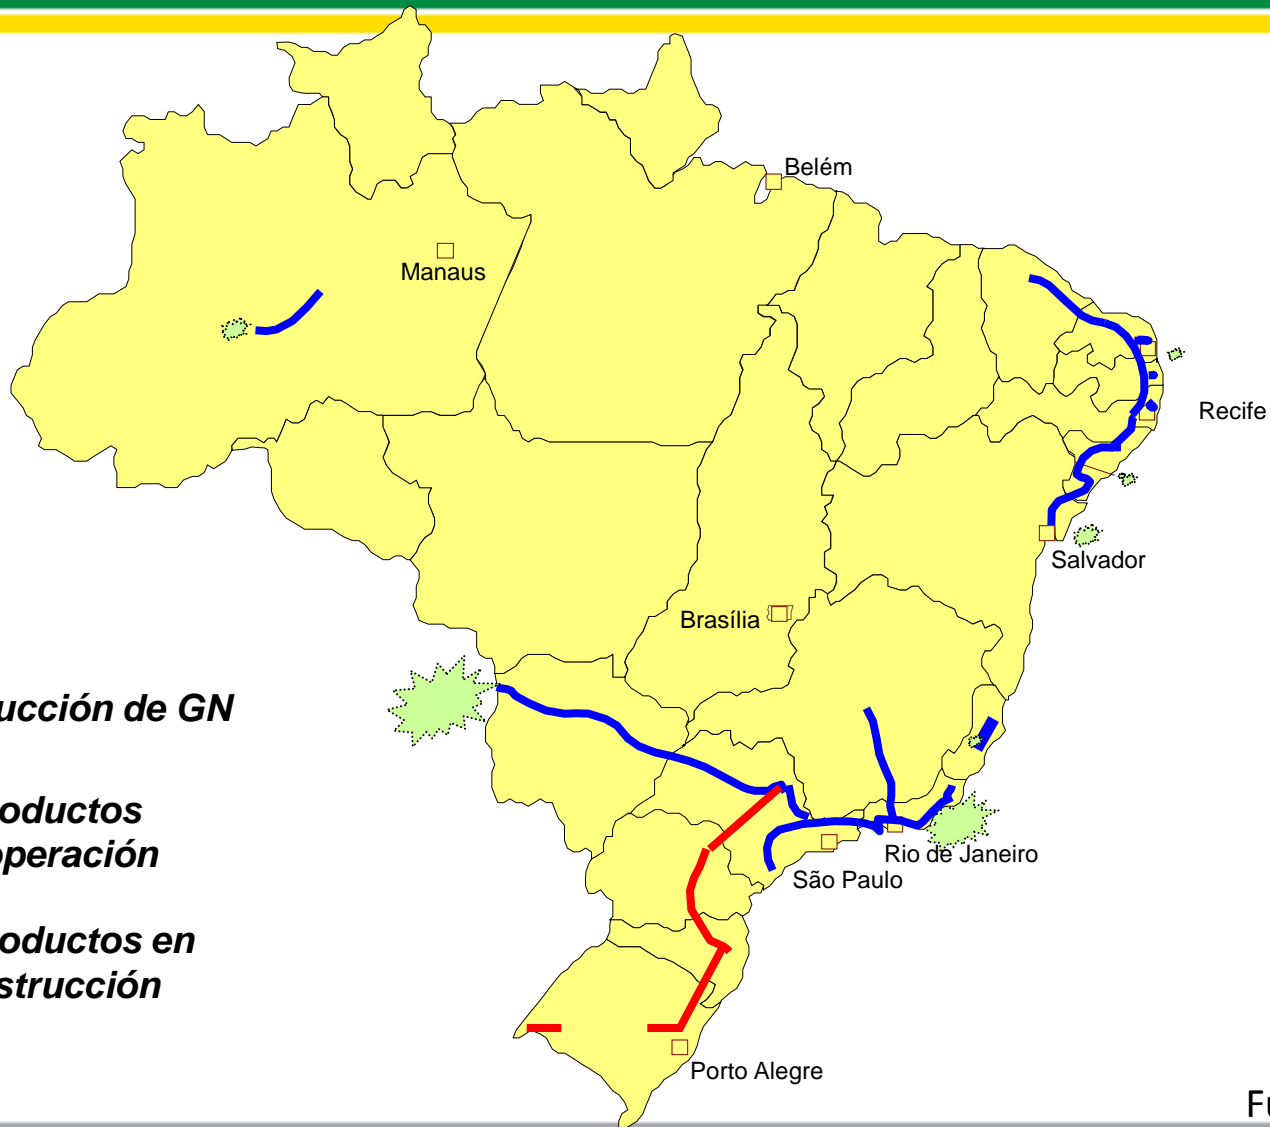 Belém
Manaus
Recife
Salvador
Brasília
ucción de GN
oductos
operación
Rio de Janeiro
São Paulo
oductos en
strucción
Porto Alegre
Fu